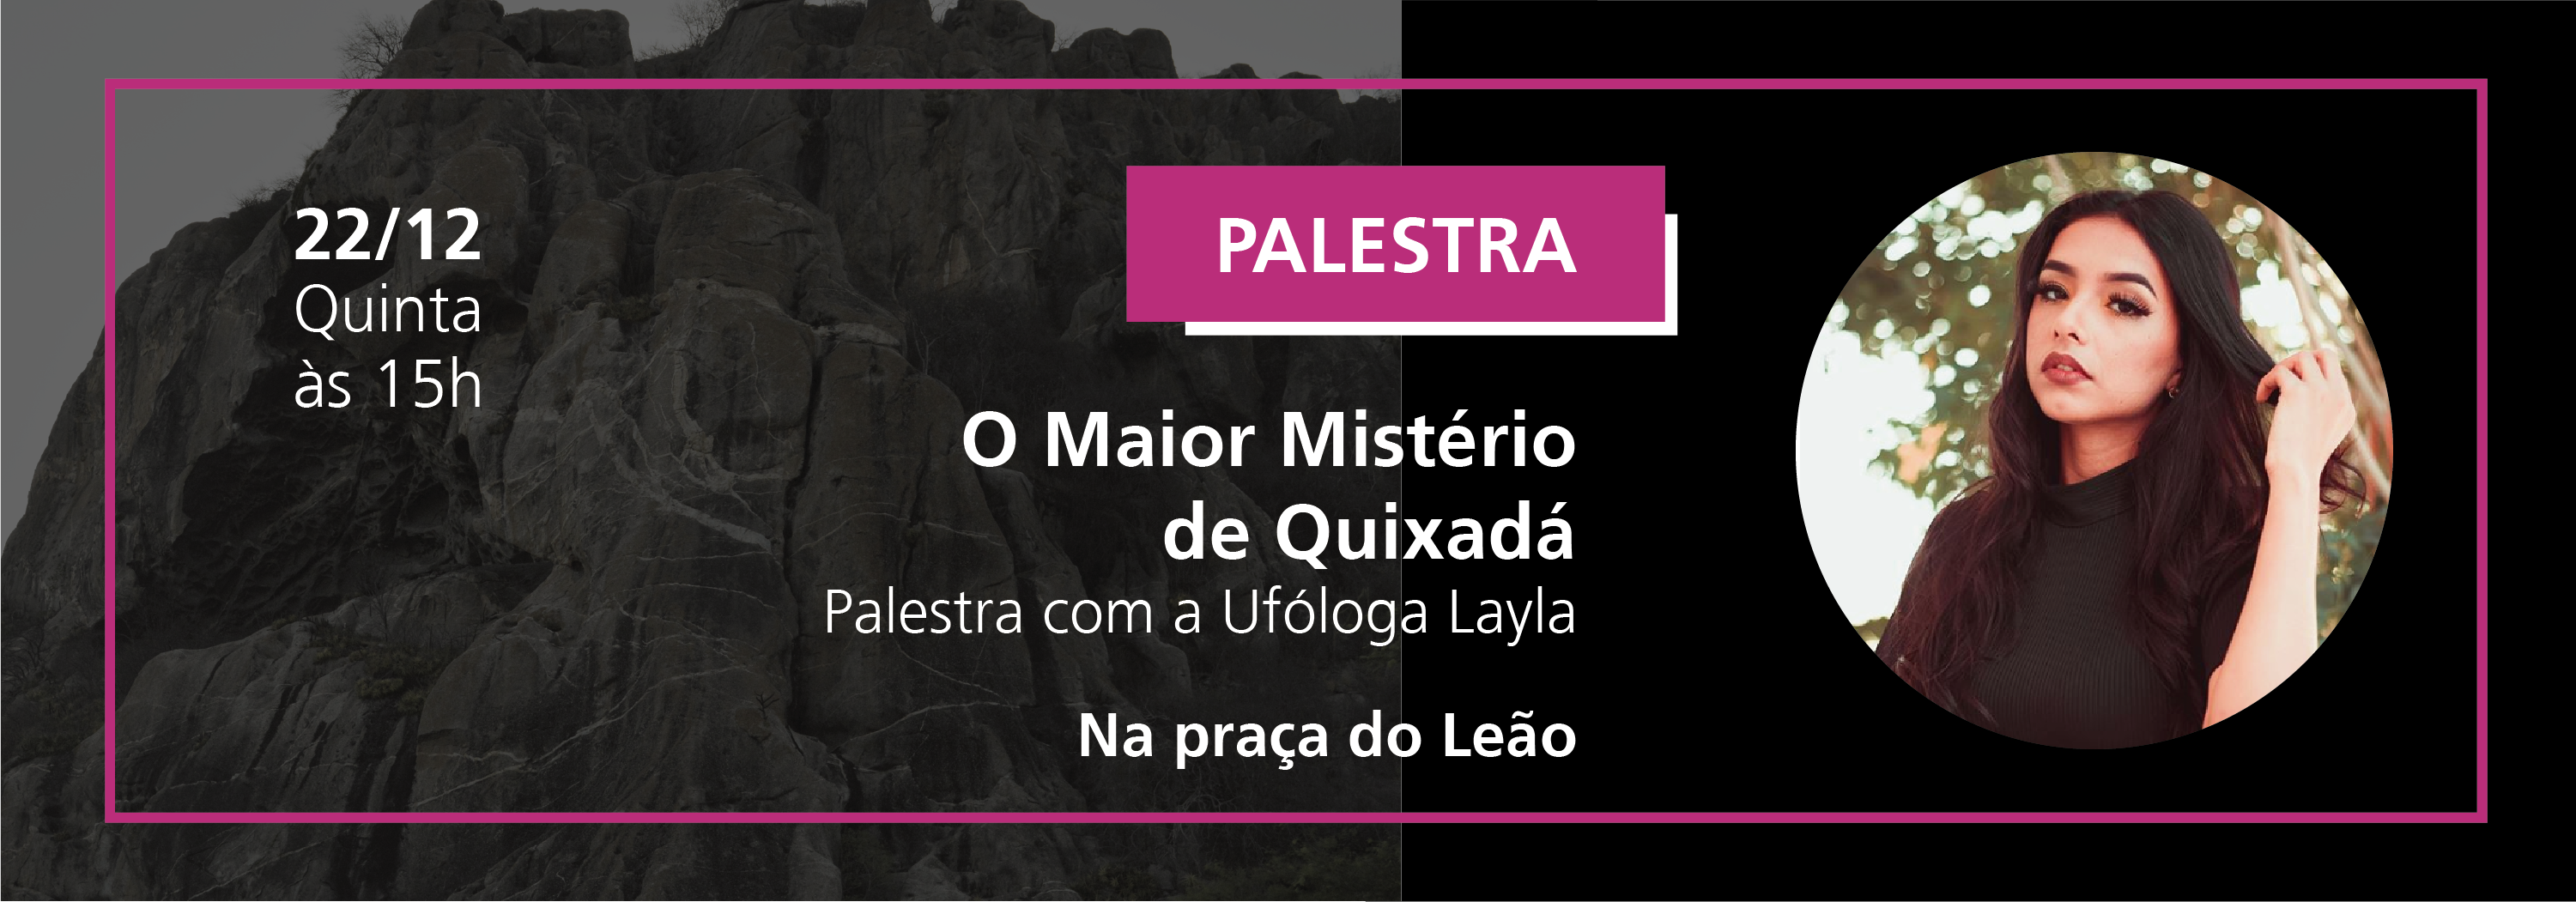 22/12
Quinta
às 15h
PALESTRA
O Maior Mistério
de Quixadá
Palestra com a Ufóloga Layla
Na praça do Leão